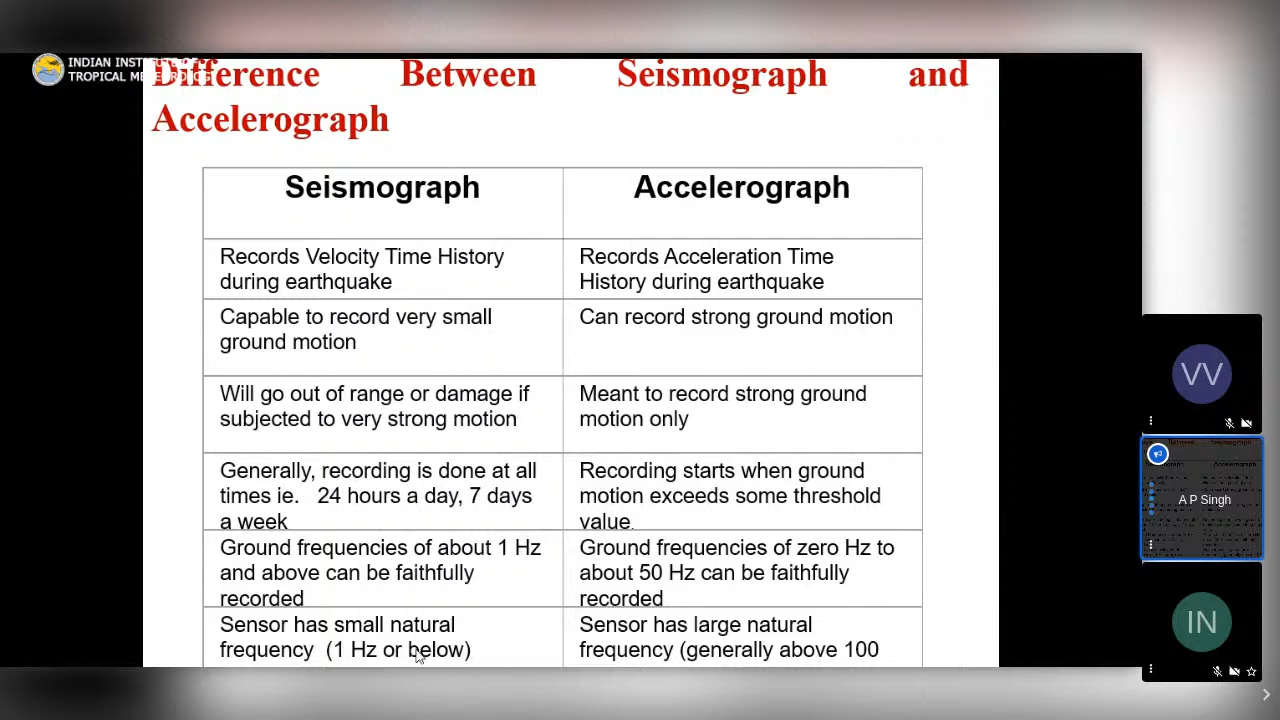 INDIAN INSTITUTE OF
TROPICAL METEOROLOGY
Difference Between Seismograph and
Accelerograph
Seismograph
Accelerograph
Records Velocity Time History
during earthquake
Records Acceleration Time
History during earthquake
Capable to record very small
ground motion
Can record strong ground motion
Will go out of range or damage if
subjected to very strong motion
Meant to record strong ground
motion only
Generally, recording is done at all
times ie. 24 hours a day, 7 days
a week
Recording starts when ground
motion exceeds some threshold
value.
Ground frequencies of about 1 Hz
and above can be faithfully
recorded
Ground frequencies of zero Hz to
about 50 Hz can be faithfully
recorded
Sensor has small natural
frequency (1 Hz or below)
Sensor has large natural
frequency (generally above 100
VV
A P Singh
IN